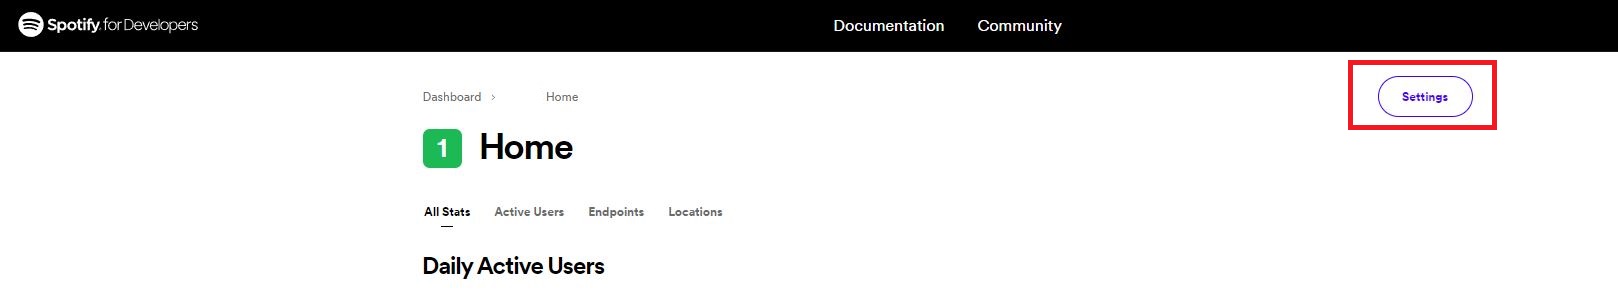 Spotify for Developers
Documentation
Community
Dashboard > Home
Settings
1 Home
All Stats
Active Users
Endpoints
Locations
Daily Active Users